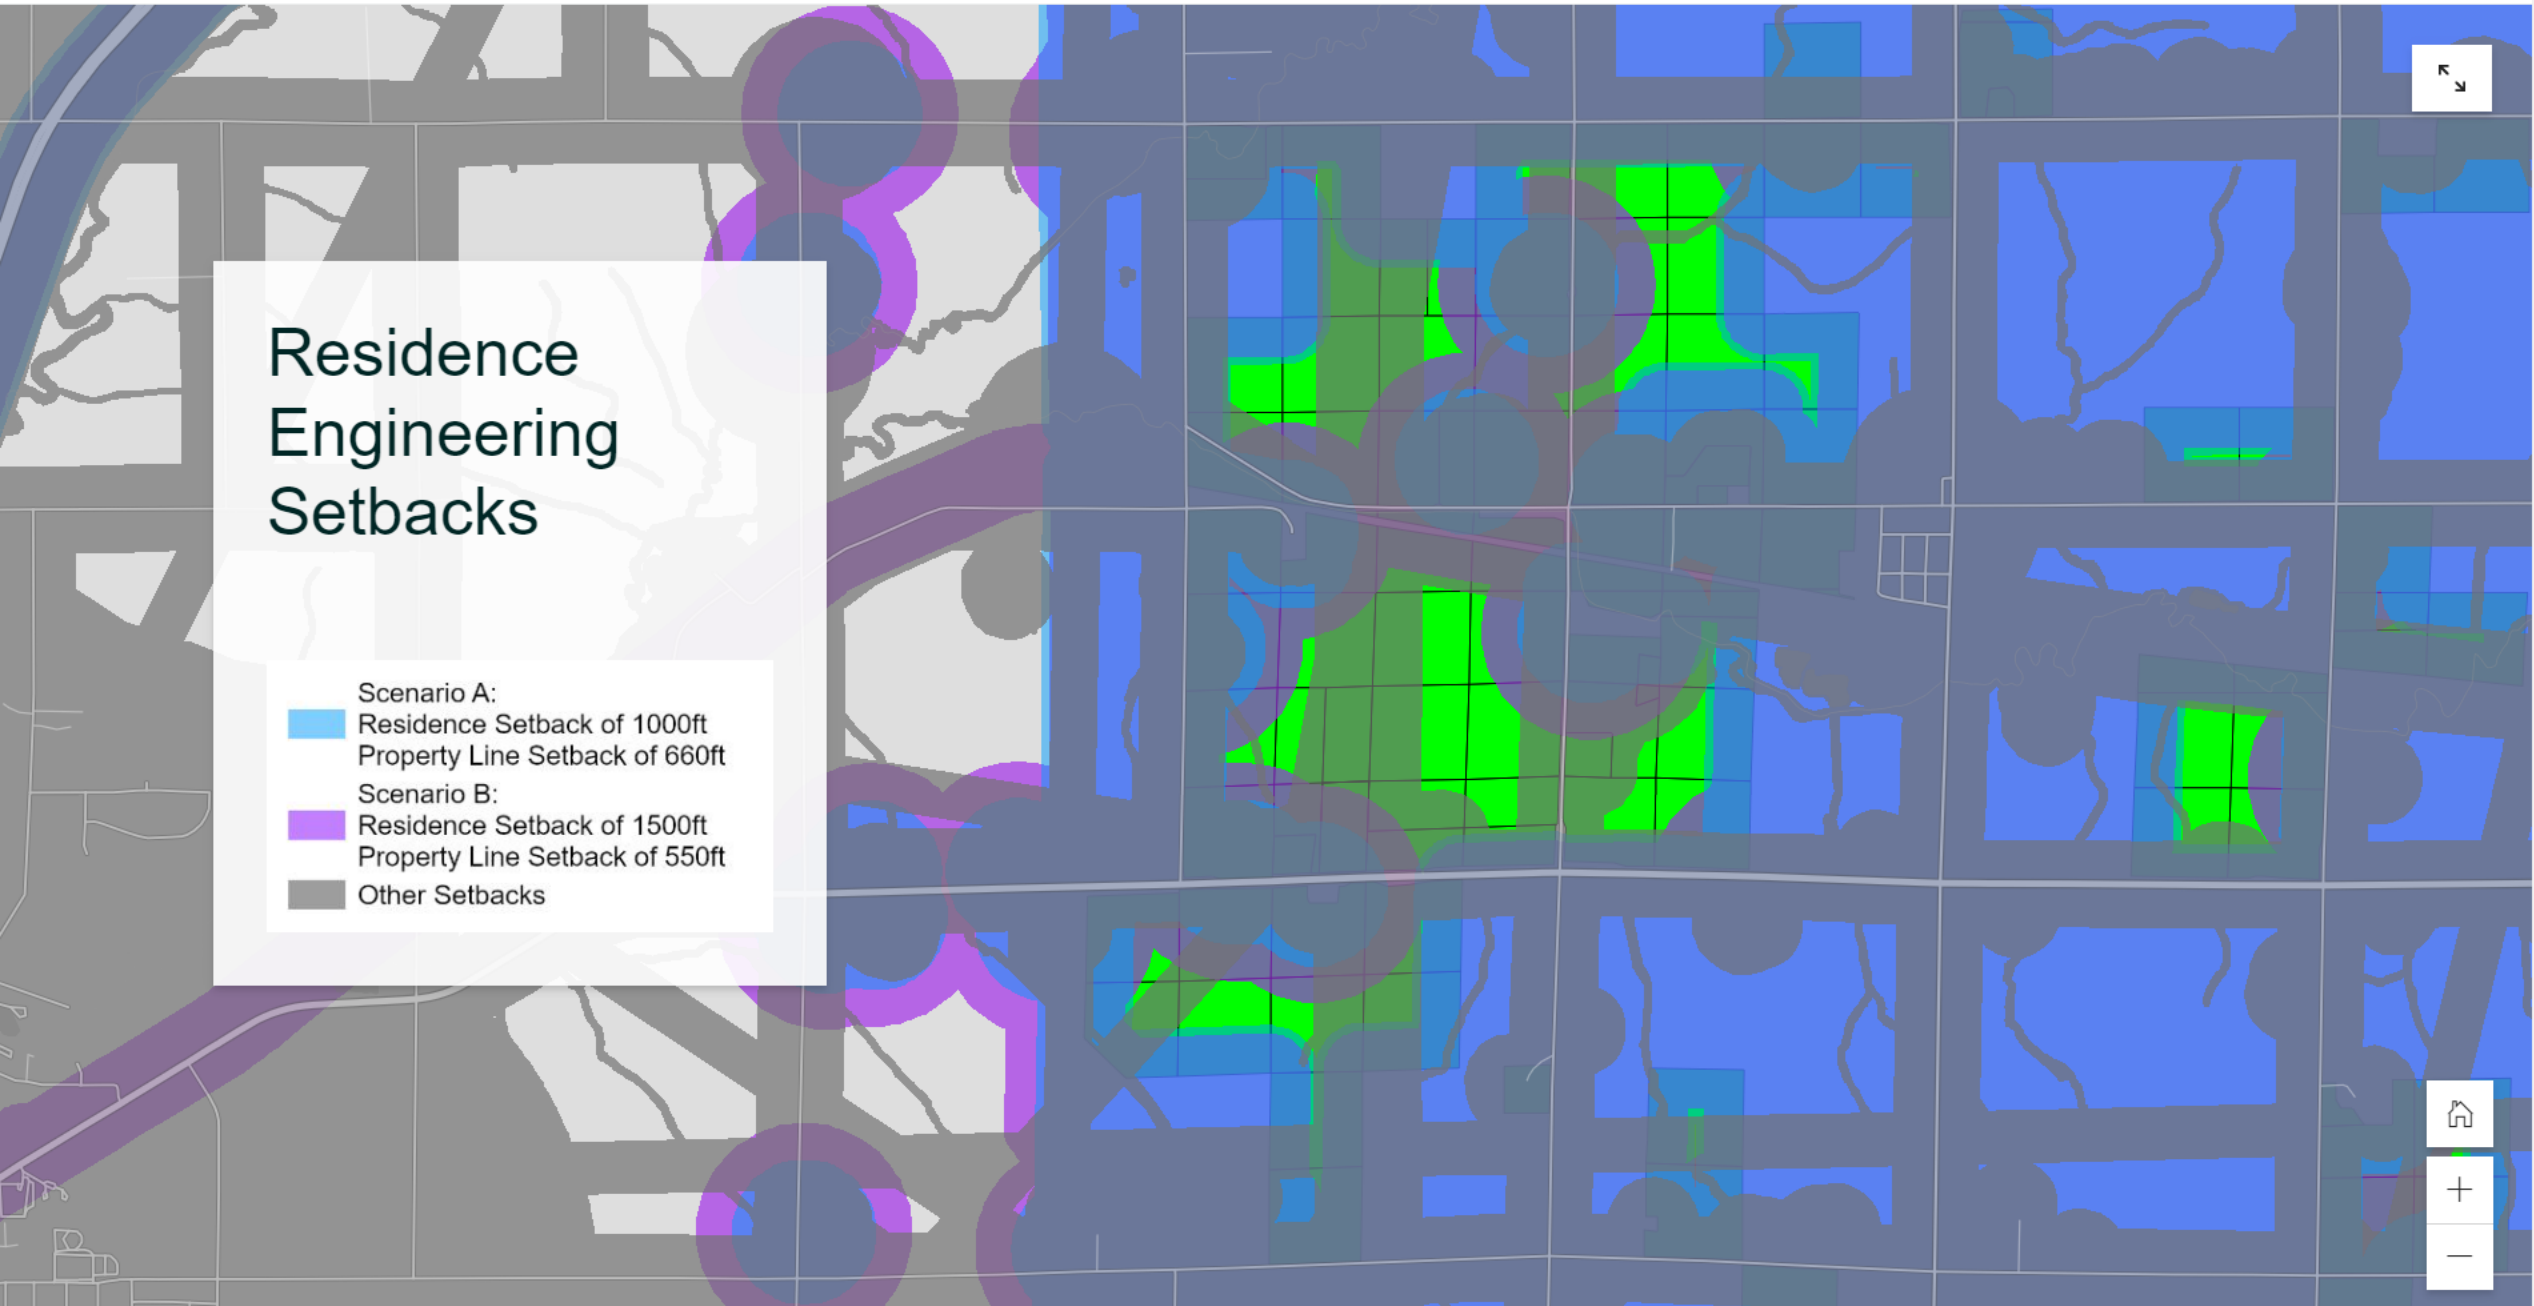 Residence
Engineering
Setbacks
Scenario A:
Residence Setback of 1000ft
Property Line Setback of 660ft
Scenario B:
Residence Setback of 1500ft
Property Line Setback of 550ft
Other Setbacks